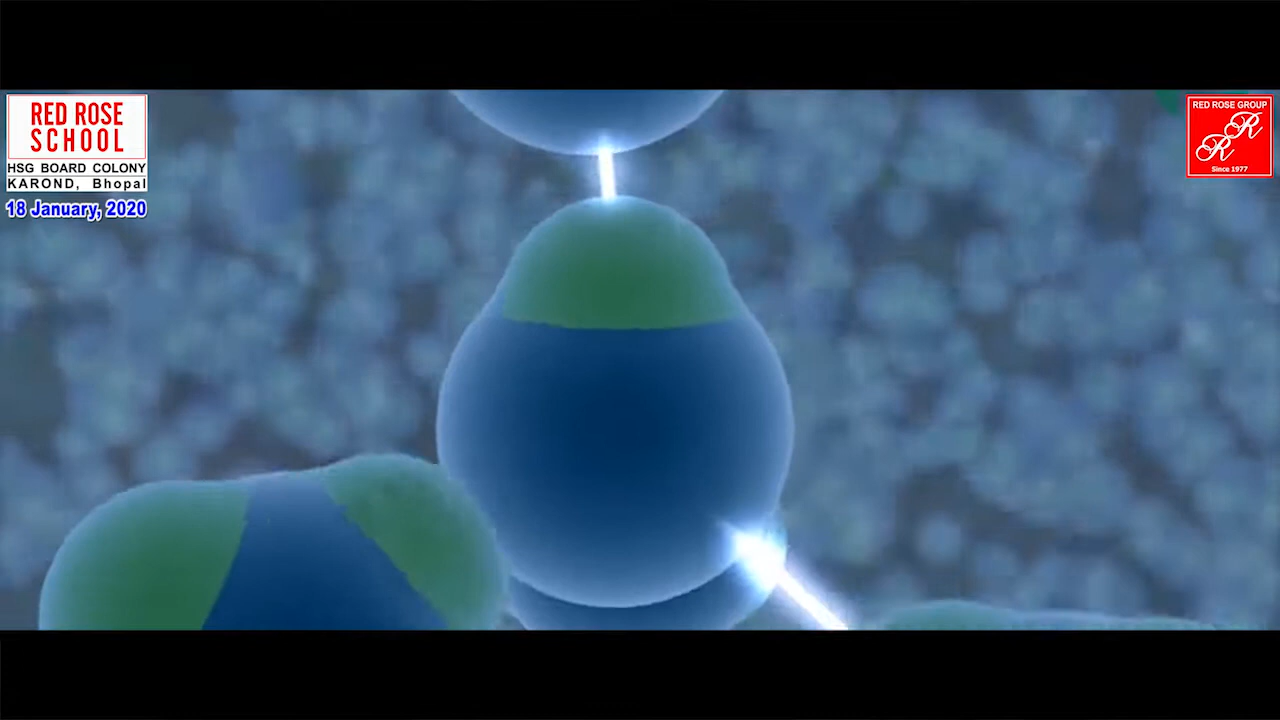 RED ROSE
SCHOOL
HSG BOARD COLONY
KAROND, Bhopal
18 January, 2020
RED ROSE GROUP
R
R
Since 1977